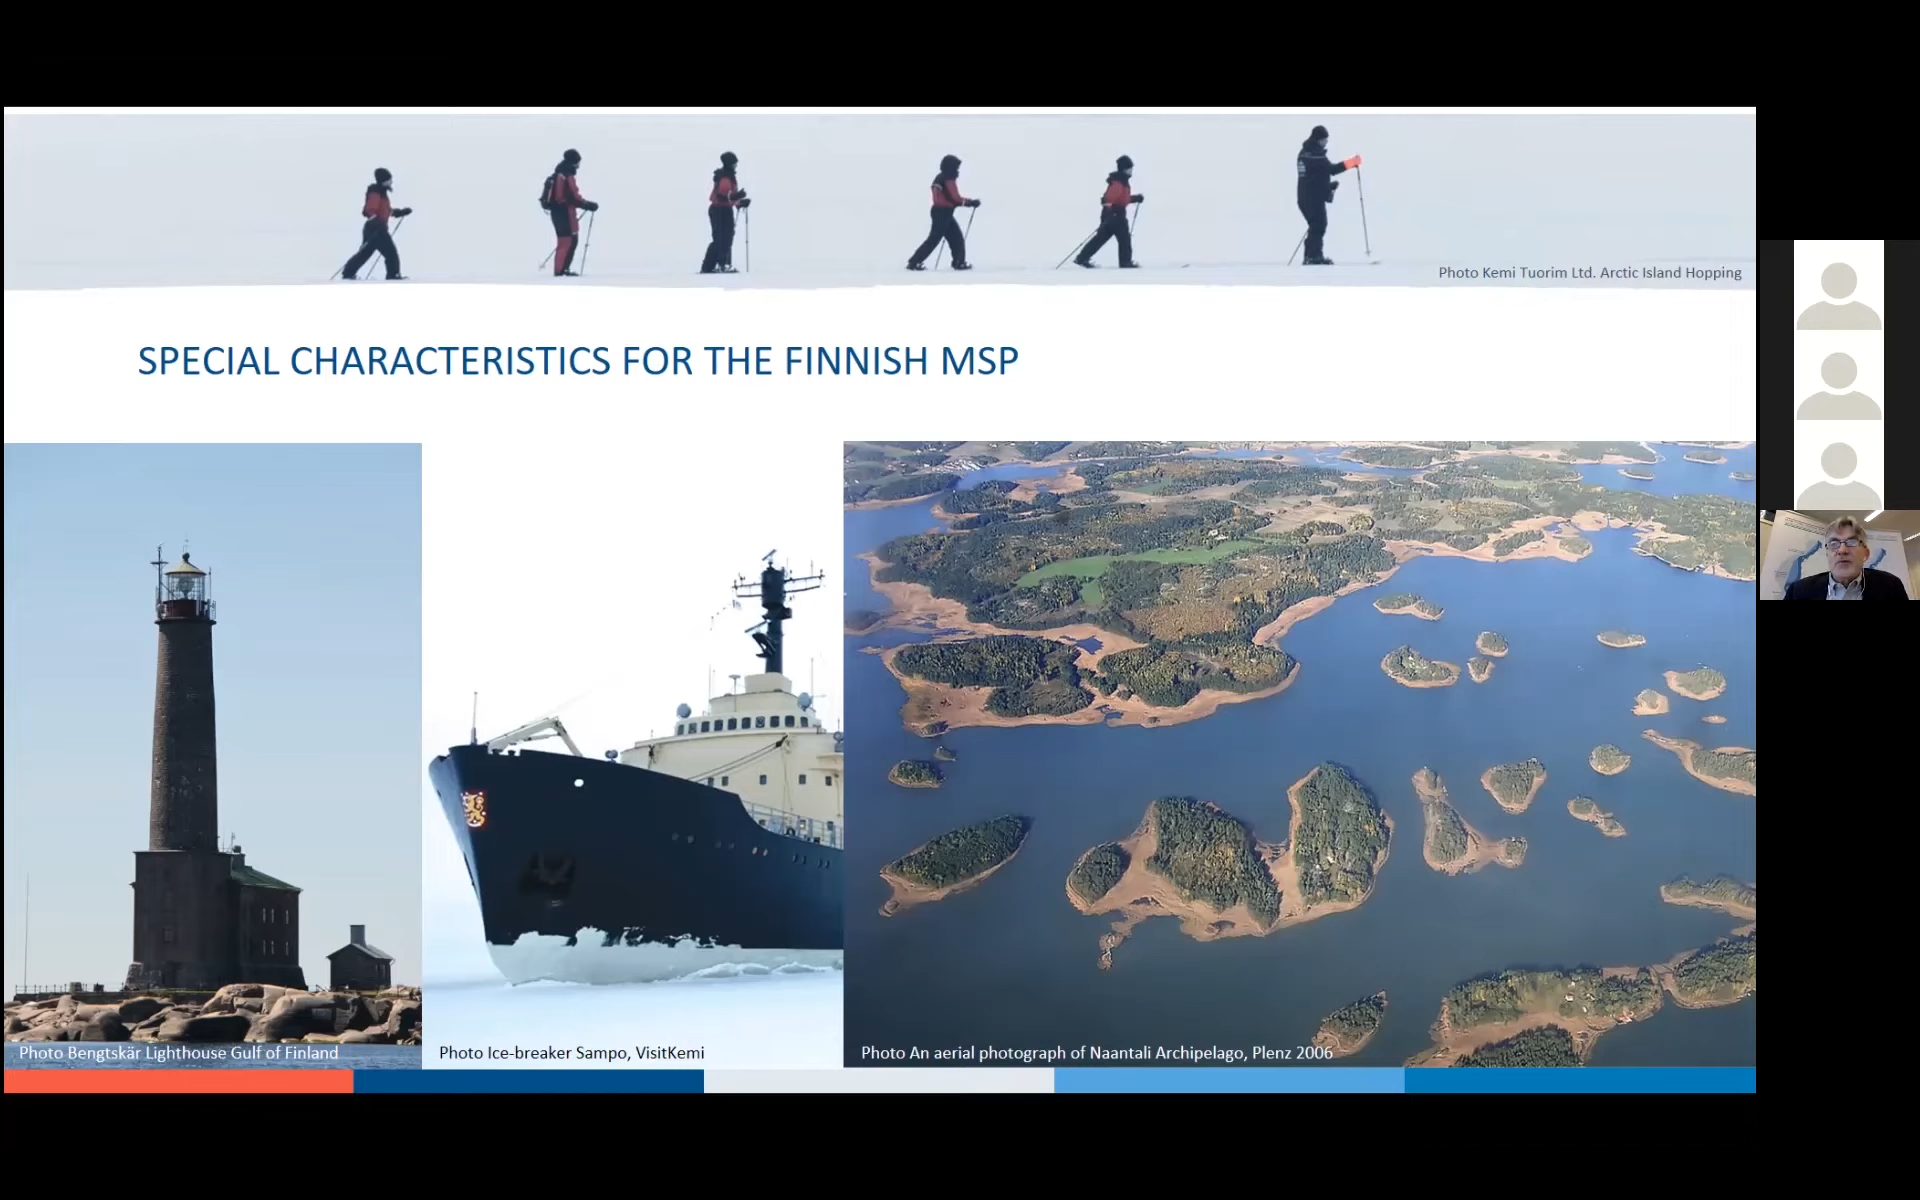 Photo Kemi Tuorim Ltd. Arctic Island Hopping
SPECIAL CHARACTERISTICS FOR THE FINNISH MSP
Photo Bengtskär Lighthouse Gulf of Finland
Photo Ice-breaker Sampo, VisitKemi
Photo An aerial photograph of Naantali Archipelago, Plenz 2006